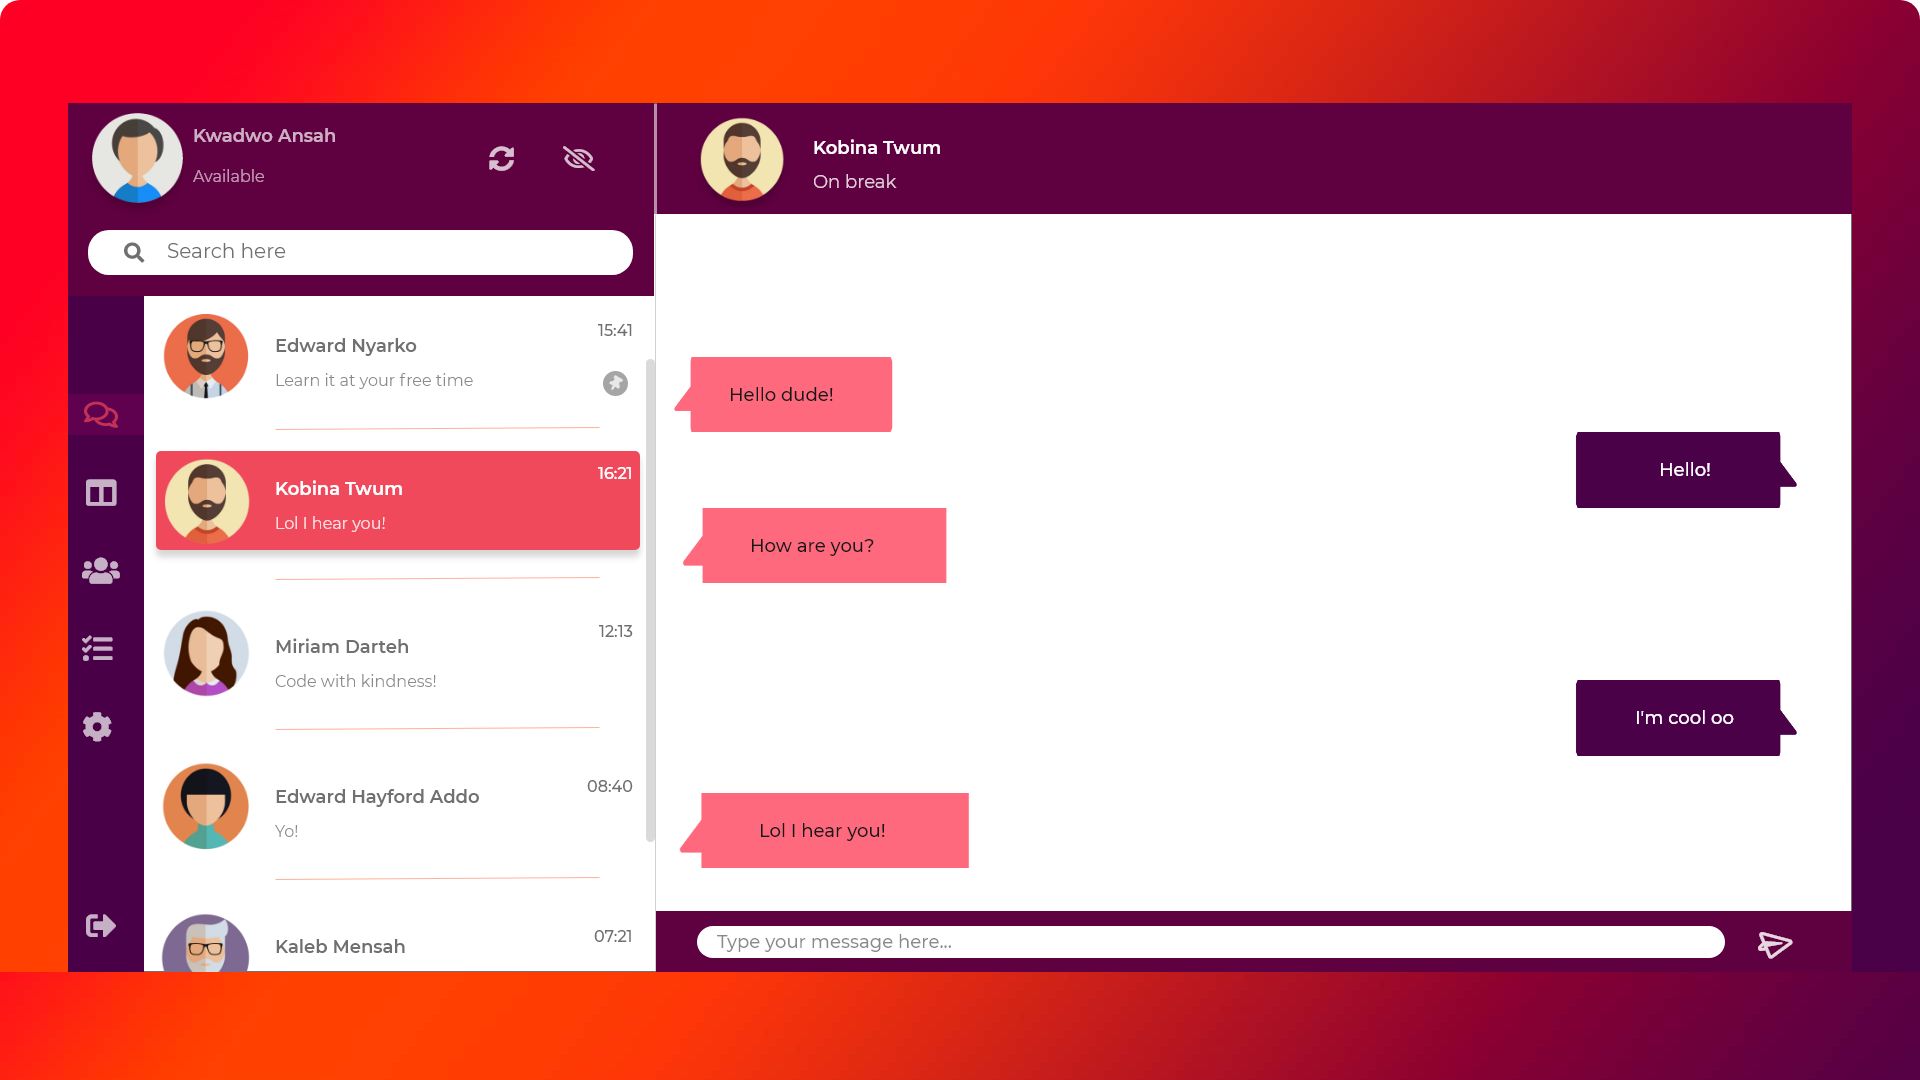 Kwadwo Ansah
Available
Search here
Edward Nyarko
15:41
Learn it at your free time
Kobina Twum
16:21
Lol I hear you!
Miriam Darteh
12:13
Code with kindness!
Edward Hayford Addo
08:40
Yo!
Kaleb Mensah
07:21
Kobina Twum
On break
Hello dude!
Hello!
How are you?
I'm cool oo
Lol I hear you!
Type your message here...